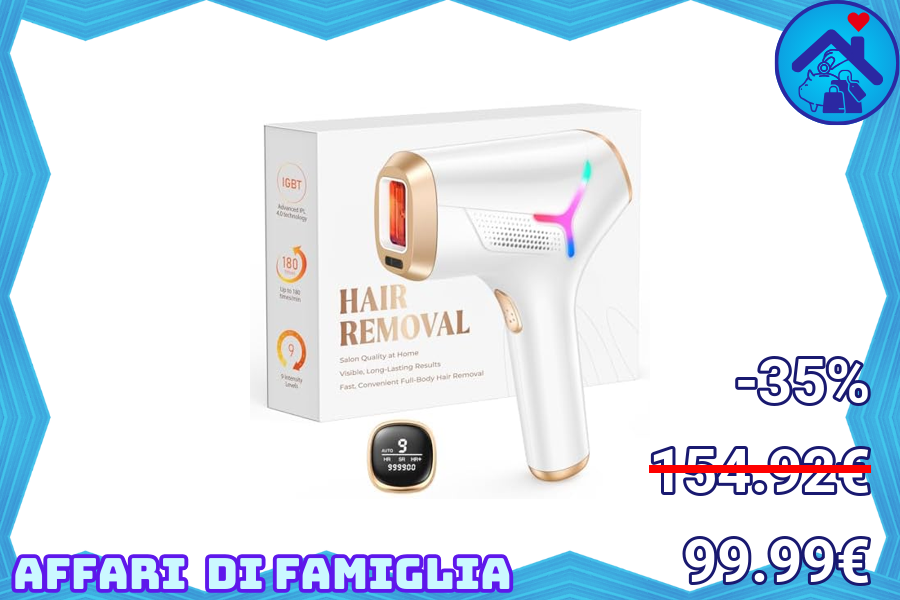 IGBT
Advanced IPL
4.0 technology
180
Up to 180
times/min
9
9 Intensity
Levels
HAIR
REMOVAL
Salon Quality at Home
Visible, Long-Lasting Results
Fast, Convenient Full-Body Hair Removal
AUTO 9
HR SR HR+
999900
-35%
154.92€
99.99€
AFFARI DI FAMIGLIA